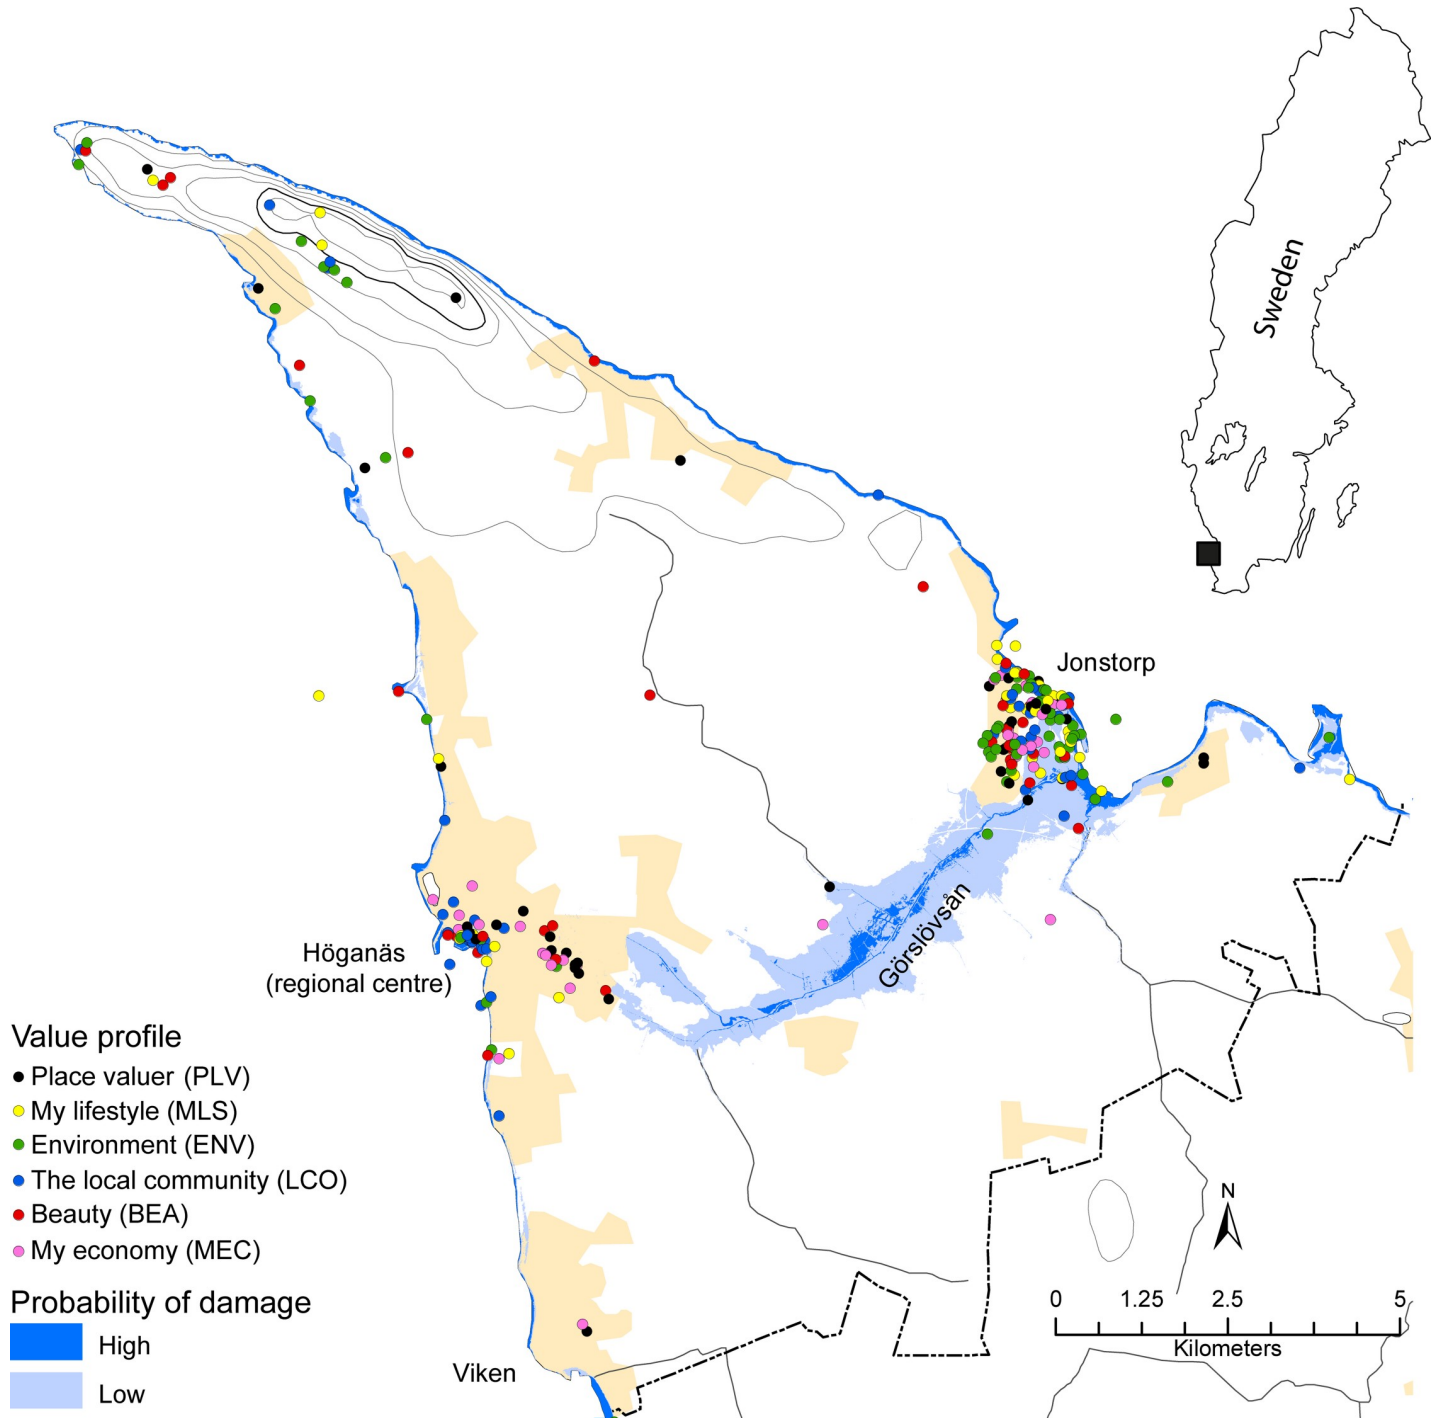 Sweden
Jonstorp
Görslövsån
Höganäs
(regional centre)
Value profile
Place valuer (PLV)
My lifestyle (MLS)
Environment (ENV)
The local community (LCO)
Beauty (BEA)
My economy (MEC)
Probability of damage
High
Low
Viken
N
0 1.25 2.5 5
Kilometers